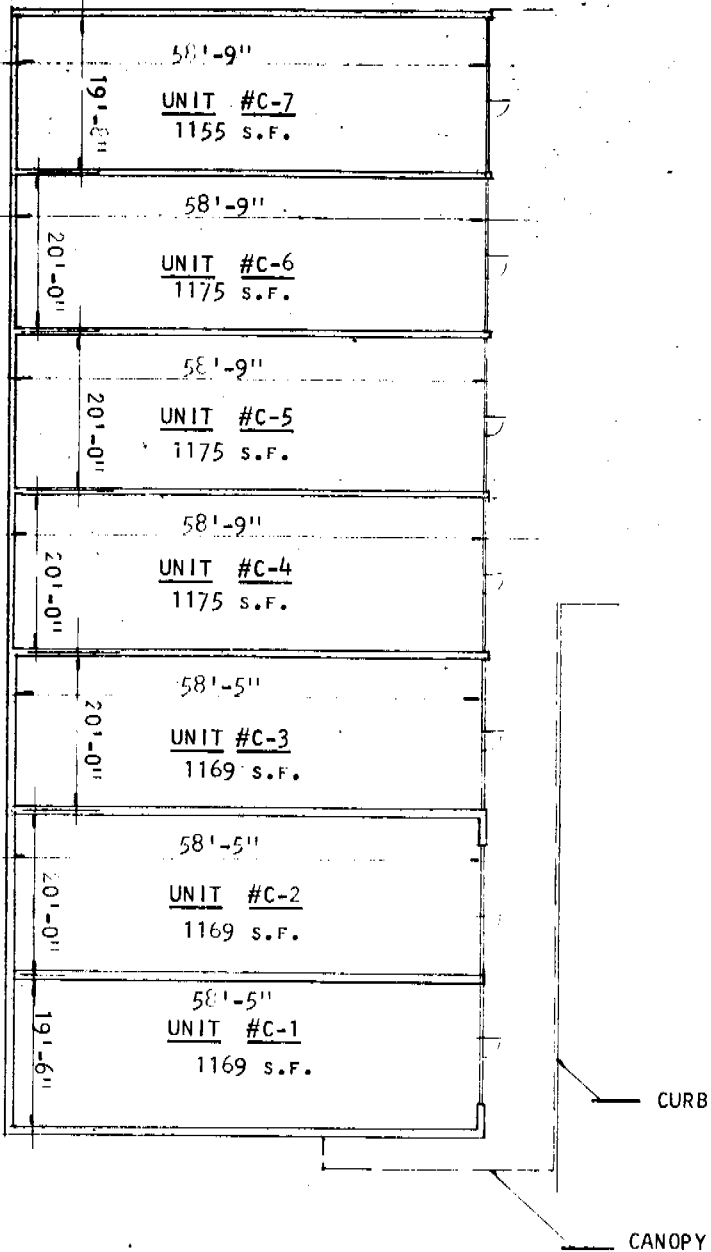 58'-9"
19'-8"
UNIT #C-7
1155 S.F.
58'-9"
20'-0"
UNIT #C-6
1175 S.F.
58'-9"
20'-0"
UNIT #C-5
1175 S.F.
58'-9"
20'-0"
UNIT #C-4
1175 S.F.
58'-5"
20'-0"
UNIT #C-3
1169 S.F.
58'-5"
20'-0"
UNIT #C-2
1169 S.F.
58'-5"
19'-6"
UNIT #C-1
1169 S.F.
CURB
CANOPY